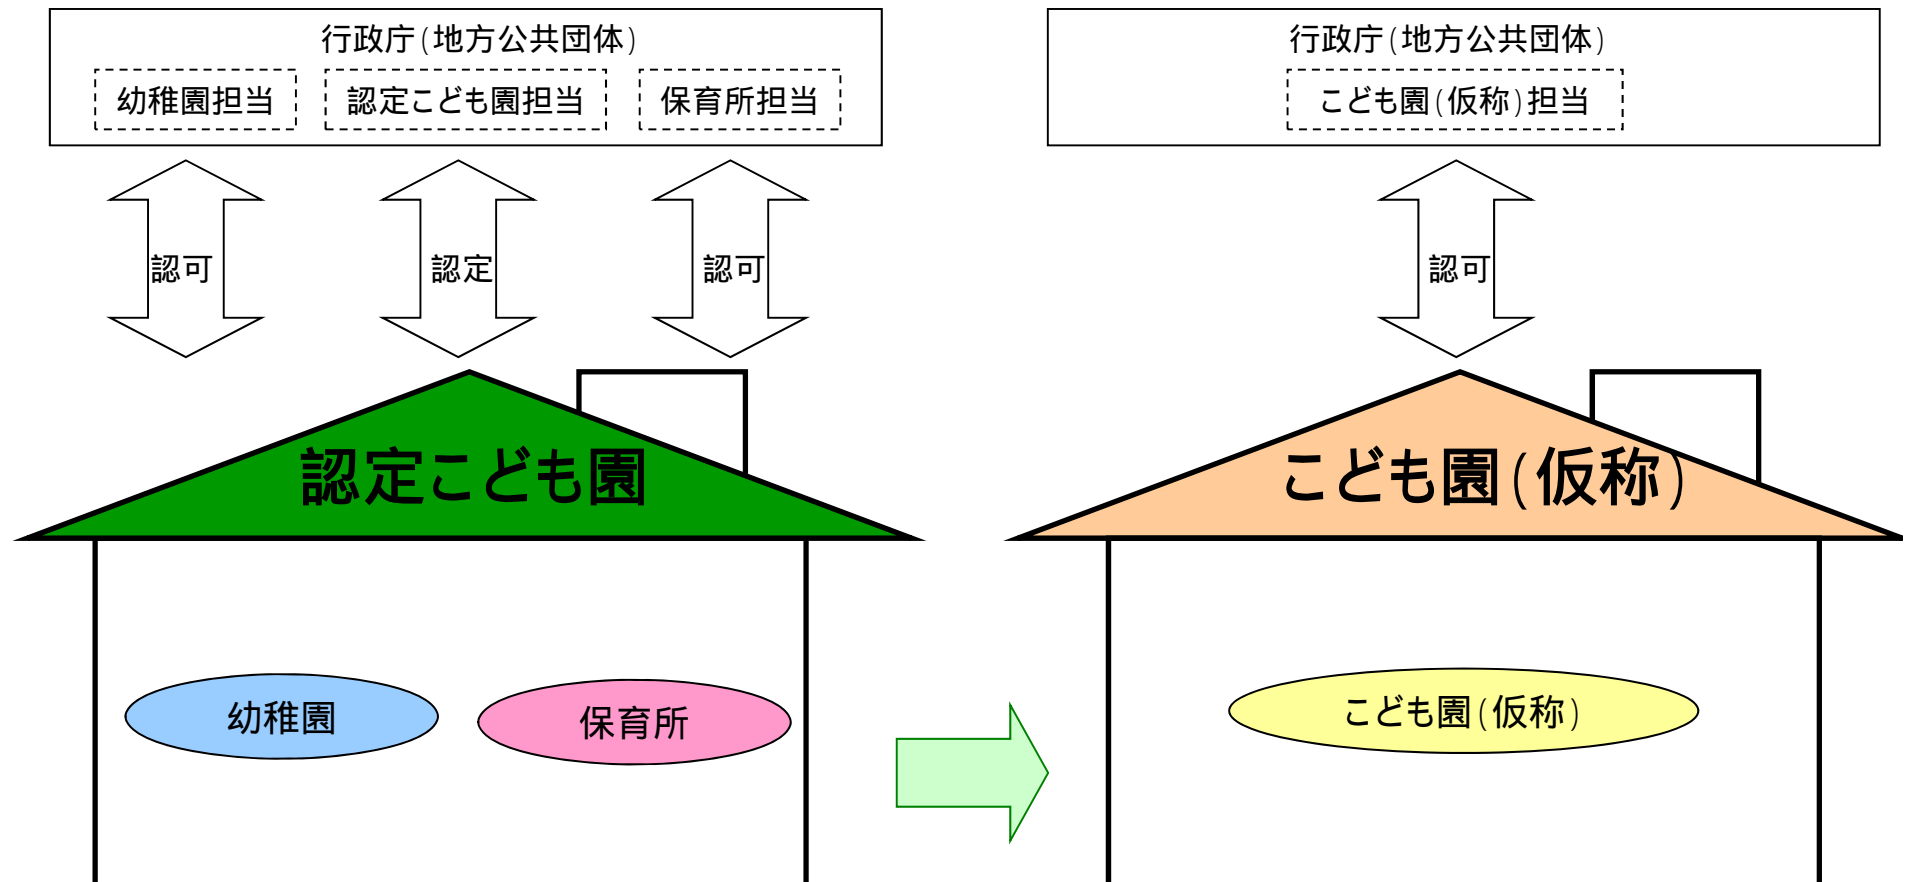 行政庁(地方公共団体)
幼稚園担当
認定こども園担当
保育所担当
認可
認定
認可
認定こども園
幼稚園
保育所
行政庁(地方公共団体)
こども園(仮称)担当
認可
こども園(仮称)
こども園(仮称)